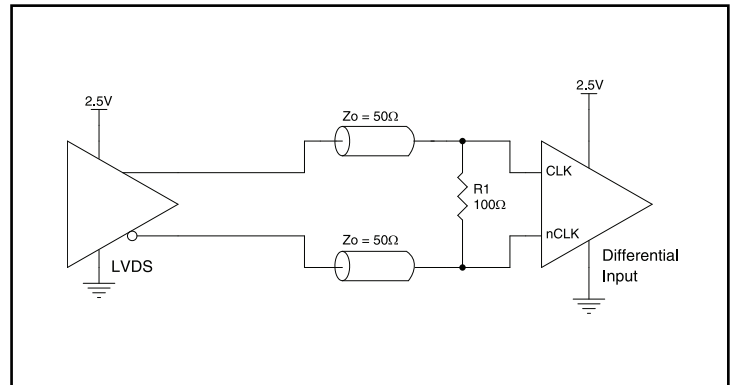 2.5V
2.5V
Zo = 50Ω
CLK
R1
100Ω
nCLK
Zo = 50Ω
LVDS
Differential
Input